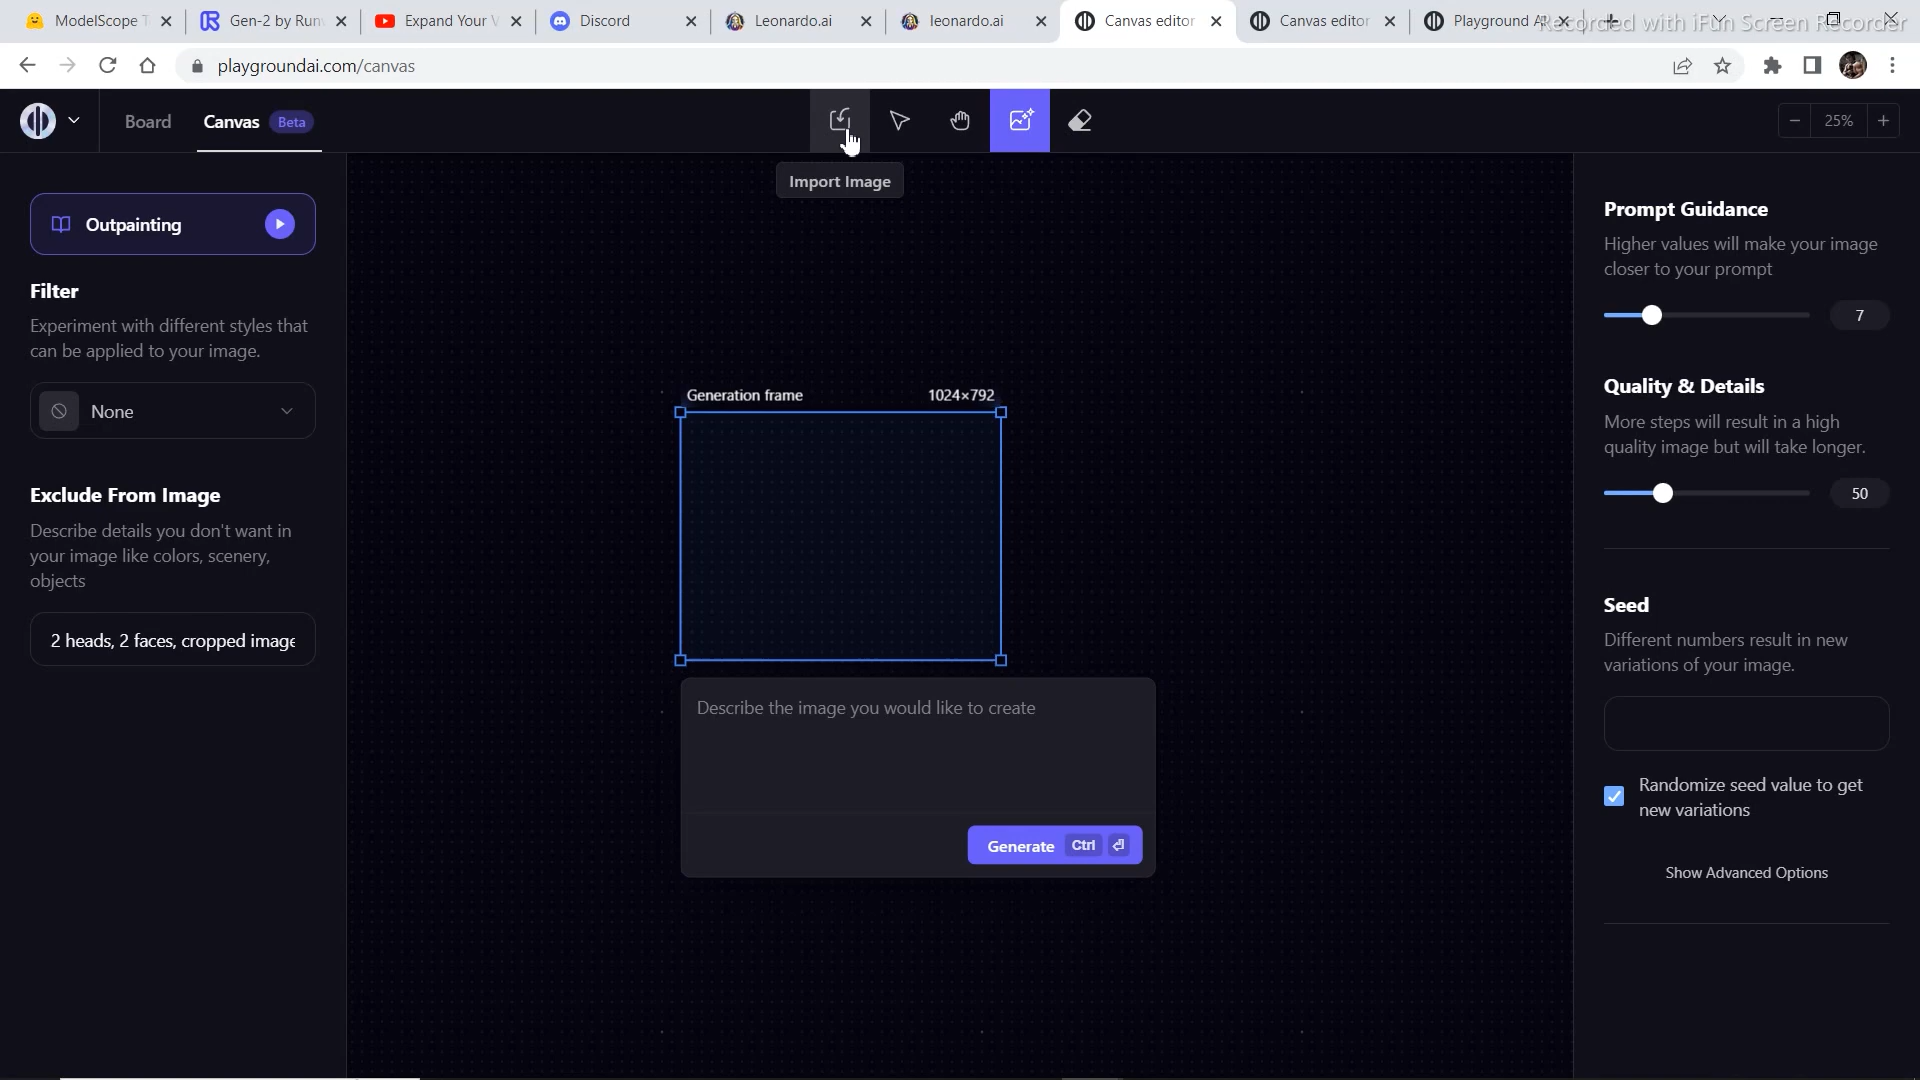 ModelScope T
Gen-2 by Run
Expand Your V
Discord
Leonardo.ai
leonardo.ai
Canvas editor
Canvas editor
Playground AI
Recorded with iFun Screen Recorder
playgroundai.com/canvas
Board
Canvas
Beta
25%
Import Image
Outpainting
Filter
Experiment with different styles that
can be applied to your image.
None
Exclude From Image
Describe details you don't want in
your image like colors, scenery,
objects
2 heads, 2 faces, cropped image
Generation frame
1024×792
Describe the image you would like to create
Generate Ctrl
Prompt Guidance
Higher values will make your image
closer to your prompt
7
Quality & Details
More steps will result in a high
quality image but will take longer.
50
Seed
Different numbers result in new
variations of your image.
Randomize seed value to get
new variations
Show Advanced Options